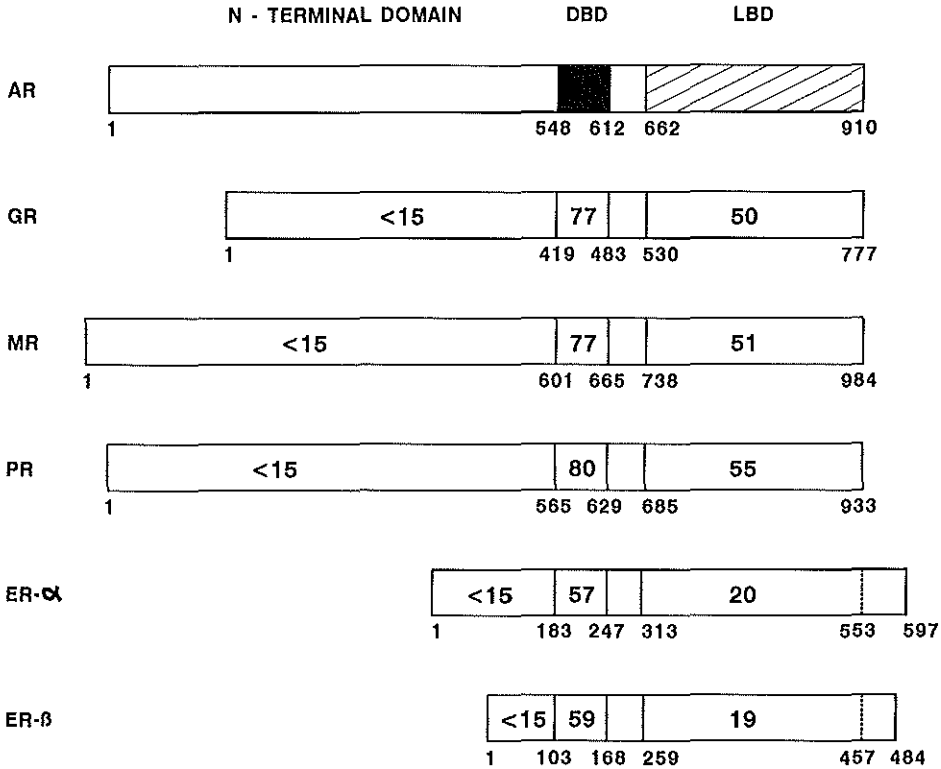 N - TERMINAL DOMAIN DBD LBD
AR
1 548 612 662 910
GR <15 77 50
1 419 483 530 777
MR <15 77 51
1 601 665 738 984
PR <15 80 55
1 565 629 685 933
ER-α <15 57 20
1 183 247 313 553 597
ER-β <15 59 19
1 103 168 259 457 484